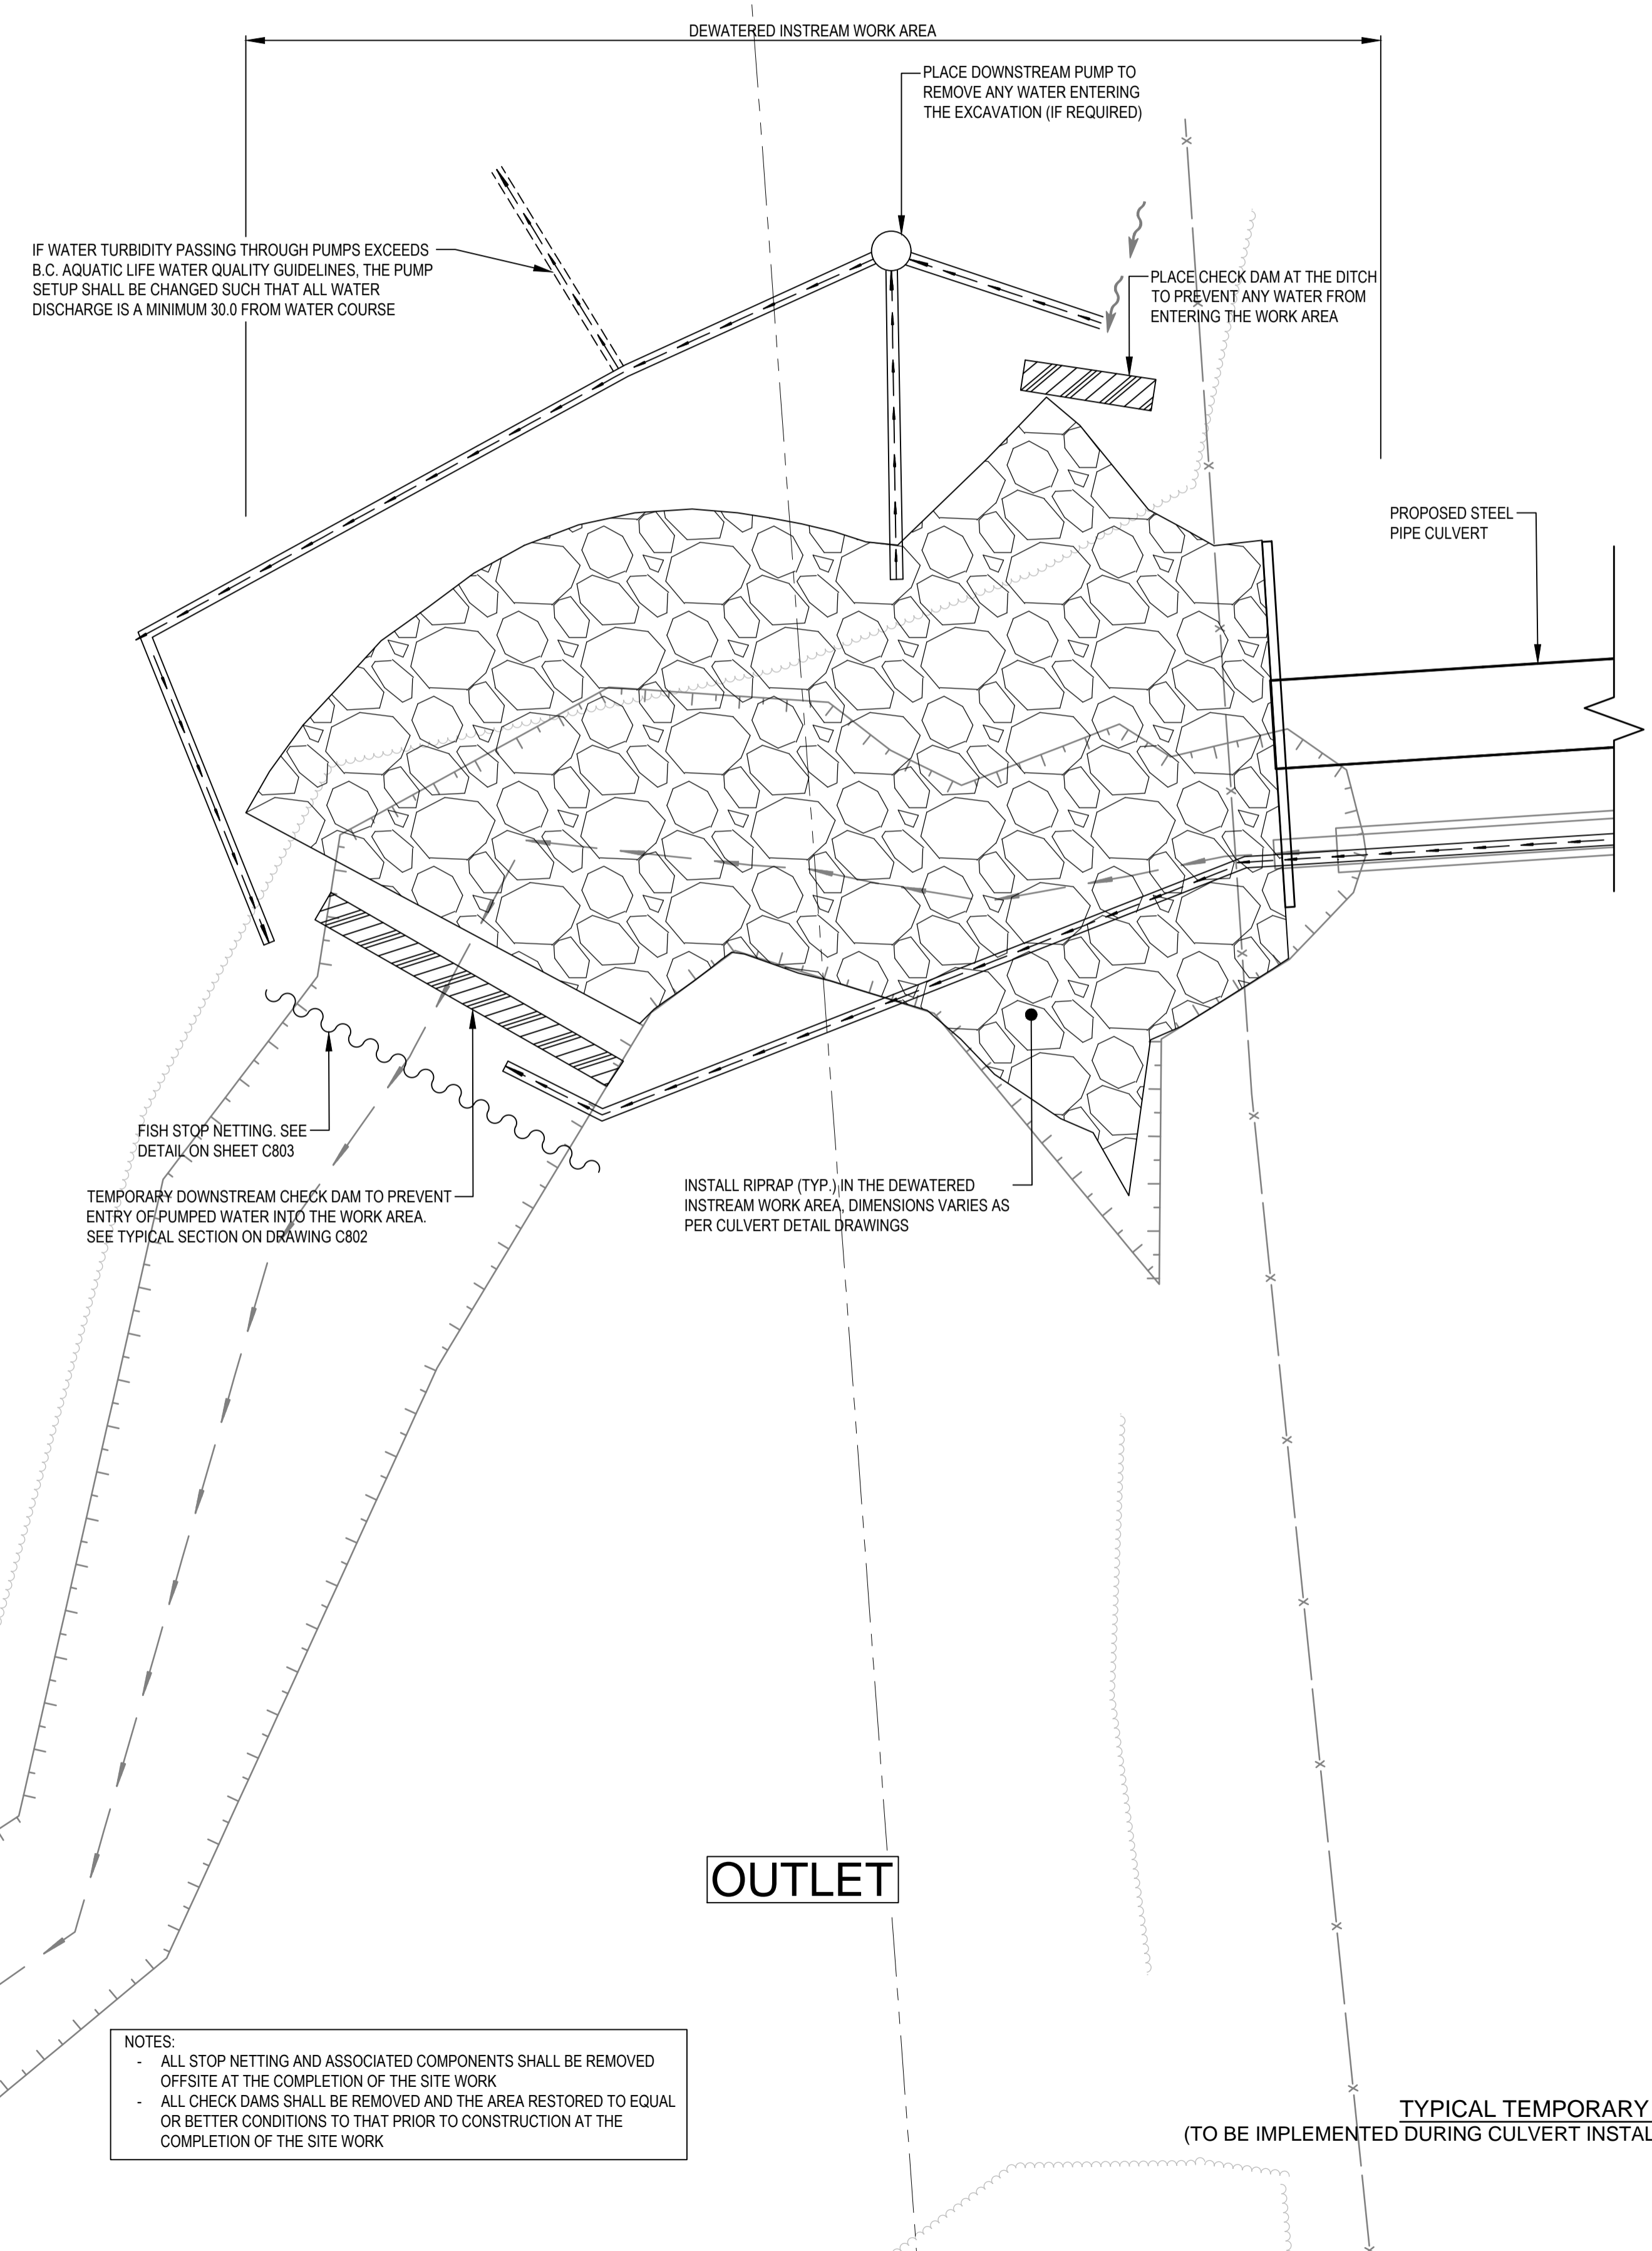 DEWATERED INSTREAM WORK AREA
PLACE DOWNSTREAM PUMP TO
REMOVE ANY WATER ENTERING
THE EXCAVATION (IF REQUIRED)
IF WATER TURBIDITY PASSING THROUGH PUMPS EXCEEDS
B.C. AQUATIC LIFE WATER QUALITY GUIDELINES, THE PUMP
SETUP SHALL BE CHANGED SUCH THAT ALL WATER
DISCHARGE IS A MINIMUM 30.0 FROM WATER COURSE
PLACE CHECK DAM AT THE DITCH
TO PREVENT ANY WATER FROM
ENTERING THE WORK AREA
PROPOSED STEEL
PIPE CULVERT
FISH STOP NETTING. SEE
DETAIL ON SHEET C803
TEMPORARY DOWNSTREAM CHECK DAM TO PREVENT
ENTRY OF PUMPED WATER INTO THE WORK AREA.
SEE TYPICAL SECTION ON DRAWING C802
INSTALL RIPRAP (TYP.) IN THE DEWATERED
INSTREAM WORK AREA, DIMENSIONS VARIES AS
PER CULVERT DETAIL DRAWINGS
OUTLET
NOTES:
- ALL STOP NETTING AND ASSOCIATED COMPONENTS SHALL BE REMOVED
OFFSITE AT THE COMPLETION OF THE SITE WORK
- ALL CHECK DAMS SHALL BE REMOVED AND THE AREA RESTORED TO EQUAL
OR BETTER CONDITIONS TO THAT PRIOR TO CONSTRUCTION AT THE
COMPLETION OF THE SITE WORK
TYPICAL TEMPORARY
(TO BE IMPLEMENTED DURING CULVERT INSTAL